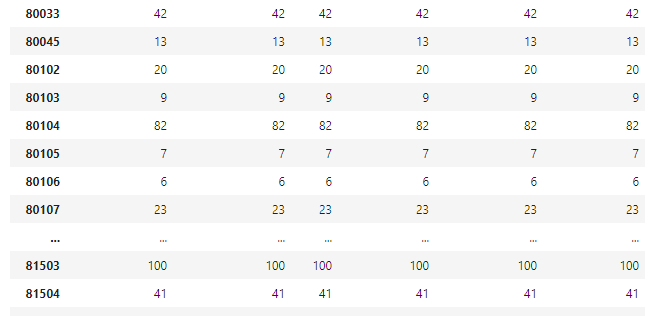 80033 42 42 42 42 42 42
80045 13 13 13 13 13 13
80102 20 20 20 20 20 20
80103 9 9 9 9 9 9
80104 82 82 82 82 82 82
80105 7 7 7 7 7 7
80106 6 6 6 6 6 6
80107 23 23 23 23 23 23
... ... ... ... ... ... ...
81503 100 100 100 100 100 100
81504 41 41 41 41 41 41